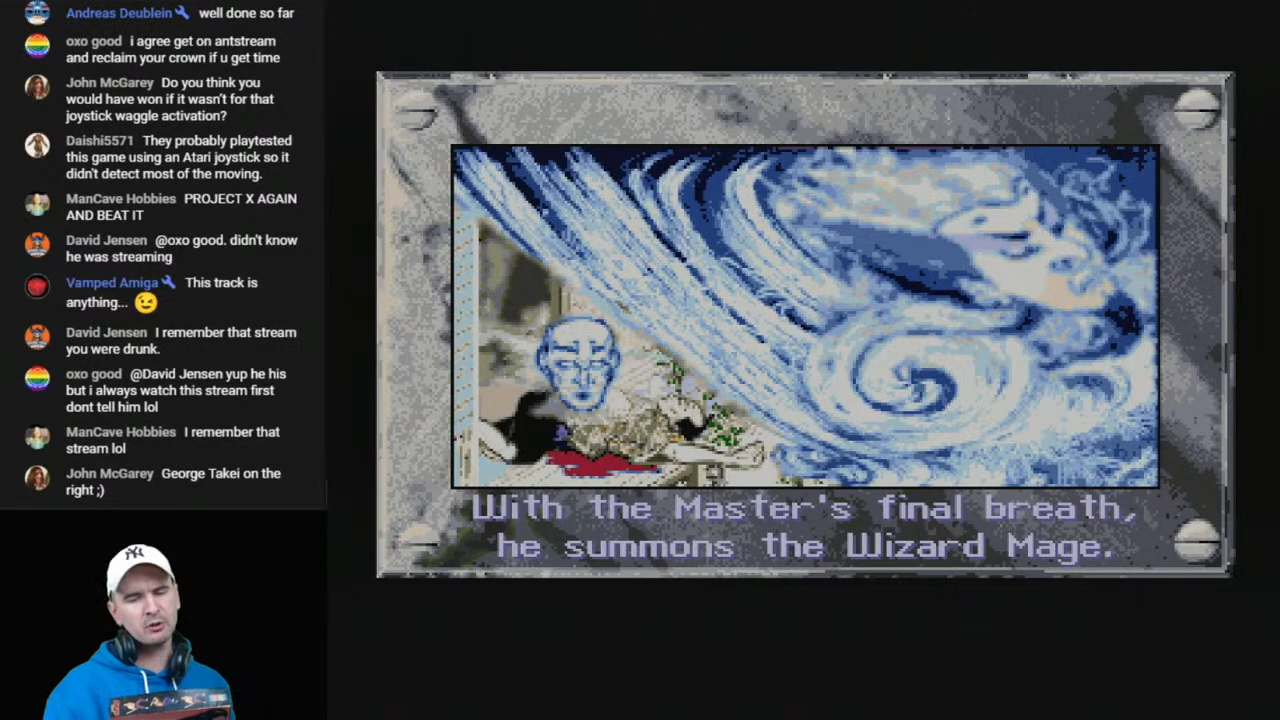 Andreas Deublein well done so far
oxo good i agree get on antstream
and reclaim your crown if u get time
John McGarey Do you think you
would have won if it wasn't for that
joystick waggle activation?
Daishi5571 They probably playtested
this game using an Atari joystick so it
didn't detect most of the moving.
ManCave Hobbies PROJECT X AGAIN
AND BEAT IT
David Jensen @oxo good. didn't know
he was streaming
Vamped Amiga This track is
anything...
David Jensen I remember that stream
you were drunk.
oxo good @David Jensen yup he his
but i always watch this stream first
dont tell him lol
ManCave Hobbies I remember that
stream lol
John McGarey George Takei on the
right ;)
With the Master's final breath,
he summons the Wizard Mage.